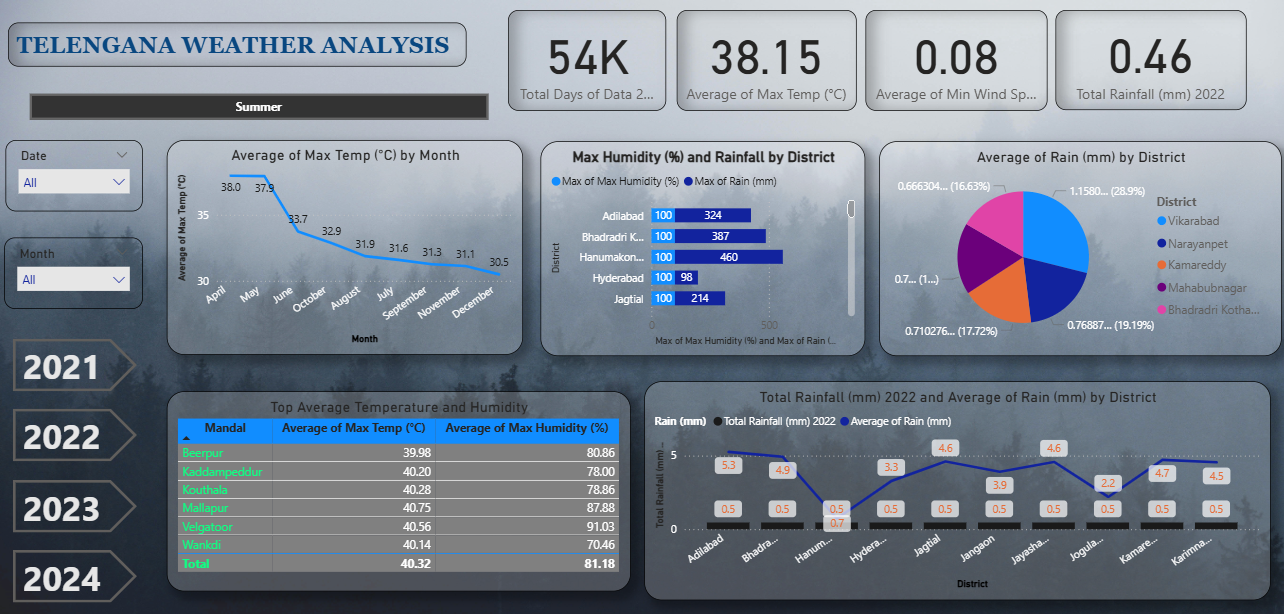 TELENGANA WEATHER ANALYSIS
Summer
54K
Total Days of Data 2...
38.15
Average of Max Temp (°C)
0.08
Average of Min Wind Sp...
0.46
Total Rainfall (mm) 2022
Date
All
Month
All
2021
2022
2023
2024
Average of Max Temp (°C) by Month
Average of Max Temp (°C)
35
30
38.0
37.9
33.7
32.9
31.9
31.6
31.3
31.1
30.5
April
May
June
October
August
July
September
November
December
Month
Max Humidity (%) and Rainfall by District
Max of Max Humidity (%)
Max of Rain (mm)
District
Adilabad 100 324
Bhadradri K... 100 387
Hanumakon... 100 460
Hyderabad 100 98
Jagtial 100 214
0 500
Max of Max Humidity (%) and Max of Rain (...
Average of Rain (mm) by District
0.666304... (16.63%)
1.1580... (28.9%)
0.7... (1...)
0.710276... (17.72%)
0.76887... (19.19%)
District
Vikarabad
Narayanpet
Kamareddy
Mahabubnagar
Bhadradri Kotha...
Top Average Temperature and Humidity
Mandal Average of Max Temp (°C) Average of Max Humidity (%)
Beerpur 39.98 80.86
Kaddampeddur 40.20 78.00
Kouthala 40.28 78.86
Mallapur 40.75 87.88
Velgatoor 40.56 91.03
Wankdi 40.14 70.46
Total 40.32 81.18
Total Rainfall (mm) 2022 and Average of Rain (mm) by District
Rain (mm) Total Rainfall (mm) 2022 Average of Rain (mm)
Total Rainfall (mm)...
5
0
5.3
4.9
0.7
3.3
4.6
3.9
4.6
2.2
4.7
4.5
0.5 0.5 0.5 0.5 0.5 0.5 0.5 0.5 0.5 0.5
Adilabad
Bhadra...
Hanum...
Hydera...
Jagtial
Jangaon
Jayasha...
Jogula...
Kamare...
Karimna...
District